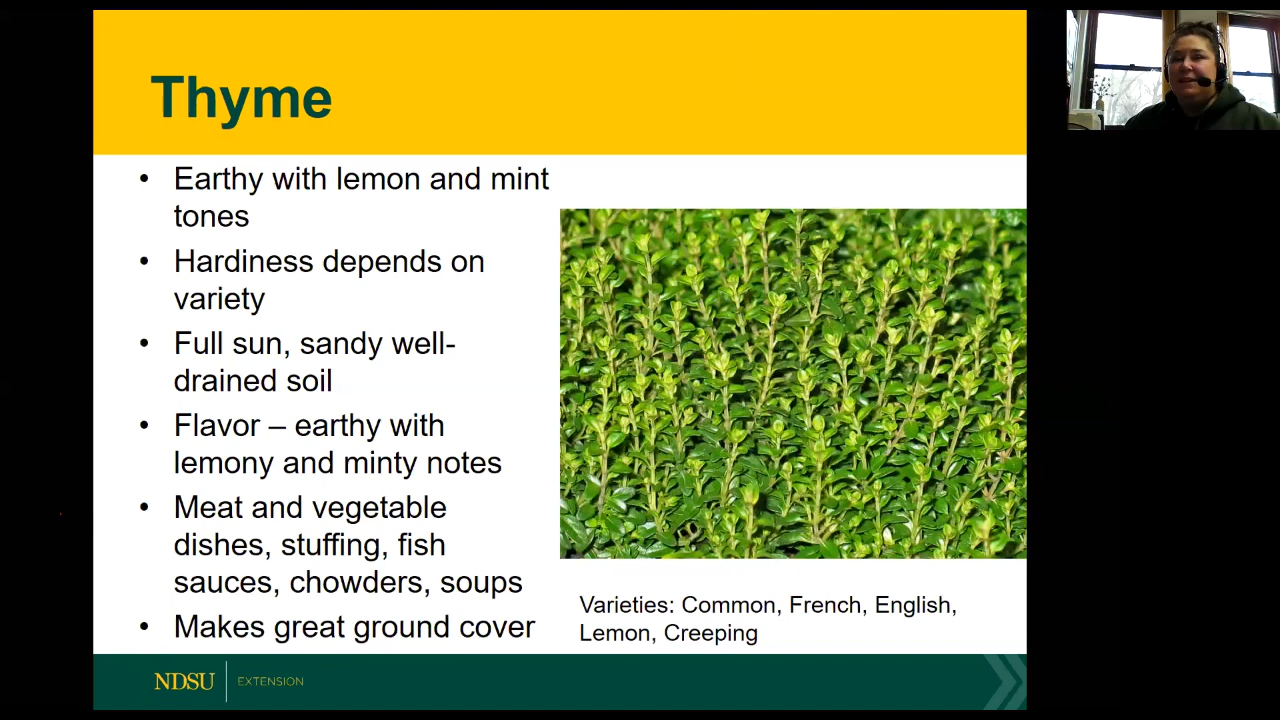 Thyme
• Earthy with lemon and mint
tones
• Hardiness depends on
variety
• Full sun, sandy well-
drained soil
• Flavor – earthy with
lemony and minty notes
• Meat and vegetable
dishes, stuffing, fish
sauces, chowders, soups
• Makes great ground cover
Varieties: Common, French, English,
Lemon, Creeping
NDSU EXTENSION